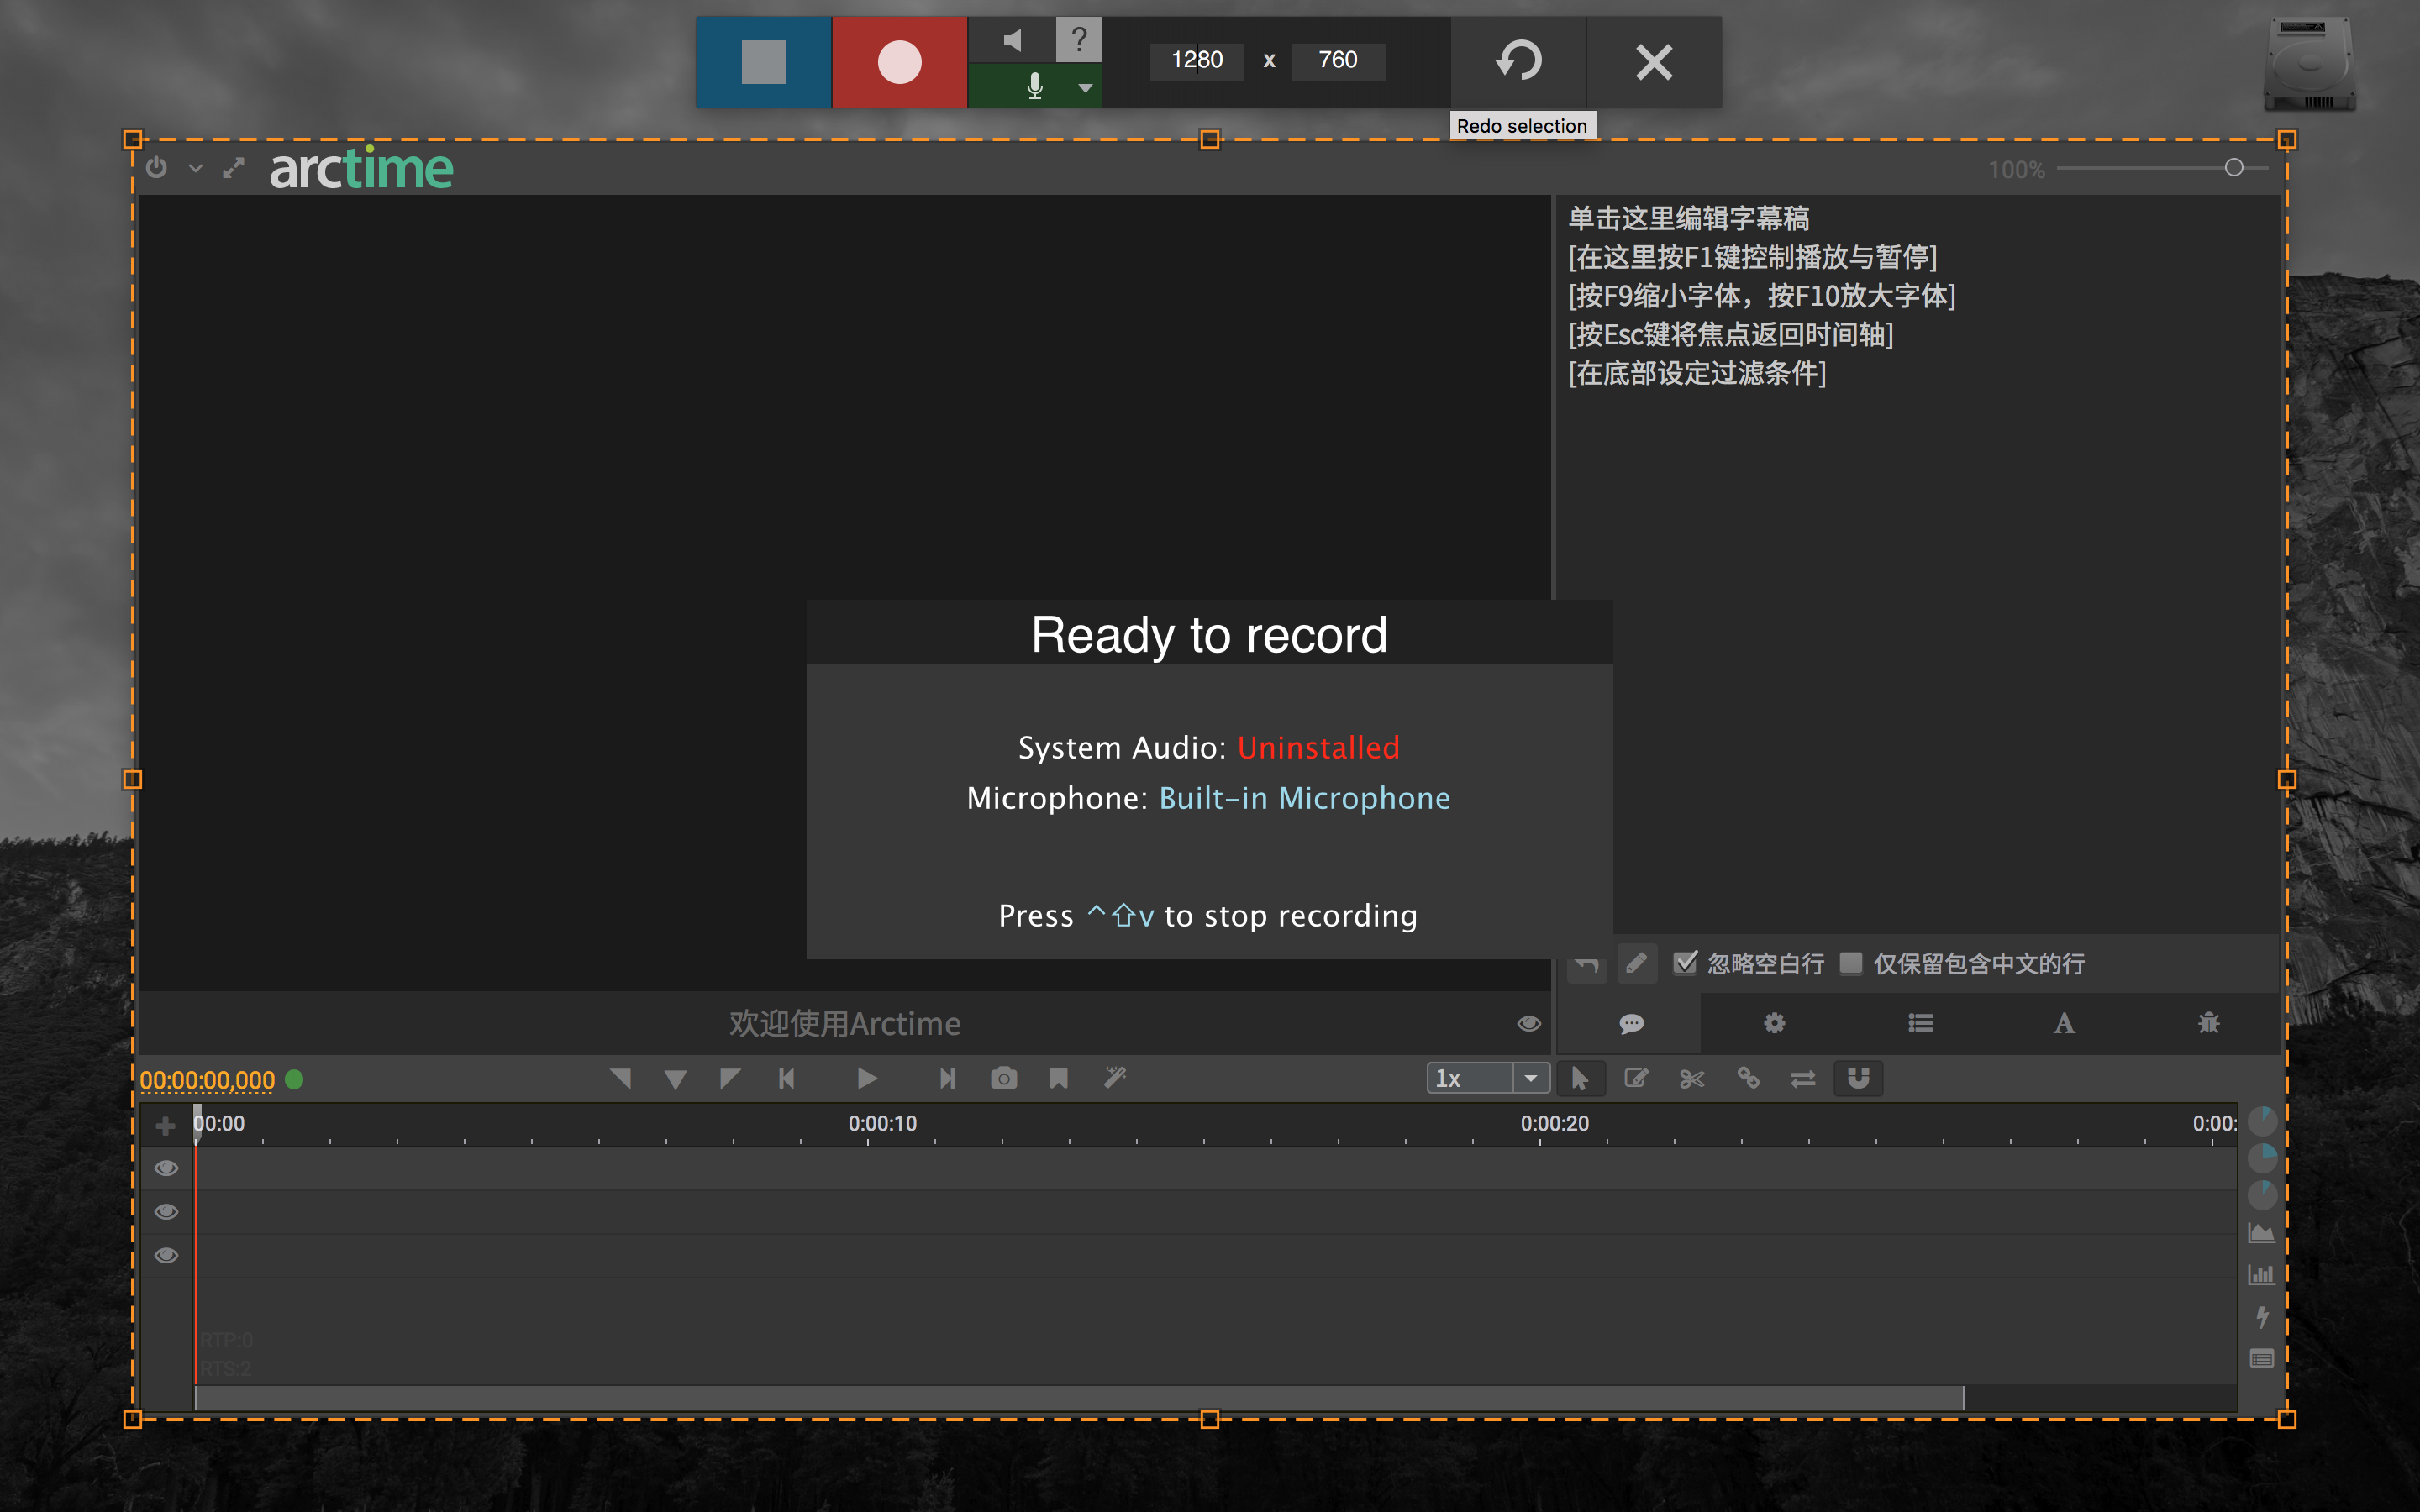 ?
1280 x 760
Redo selection
arctime
100%
单击这里编辑字幕稿
[在这里按F1键控制播放与暂停]
[按F9缩小字体，按F10放大字体]
[按Esc键将焦点返回时间轴]
[在底部设定过滤条件]
Ready to record
System Audio: Uninstalled
Microphone: Built-in Microphone
Press ^⇧v to stop recording
忽略空白行 仅保留包含中文的行
欢迎使用Arctime
A
00:00:00,000
1x
00:00 0:00:10 0:00:20 0:00:
RTP:0
RTS:2